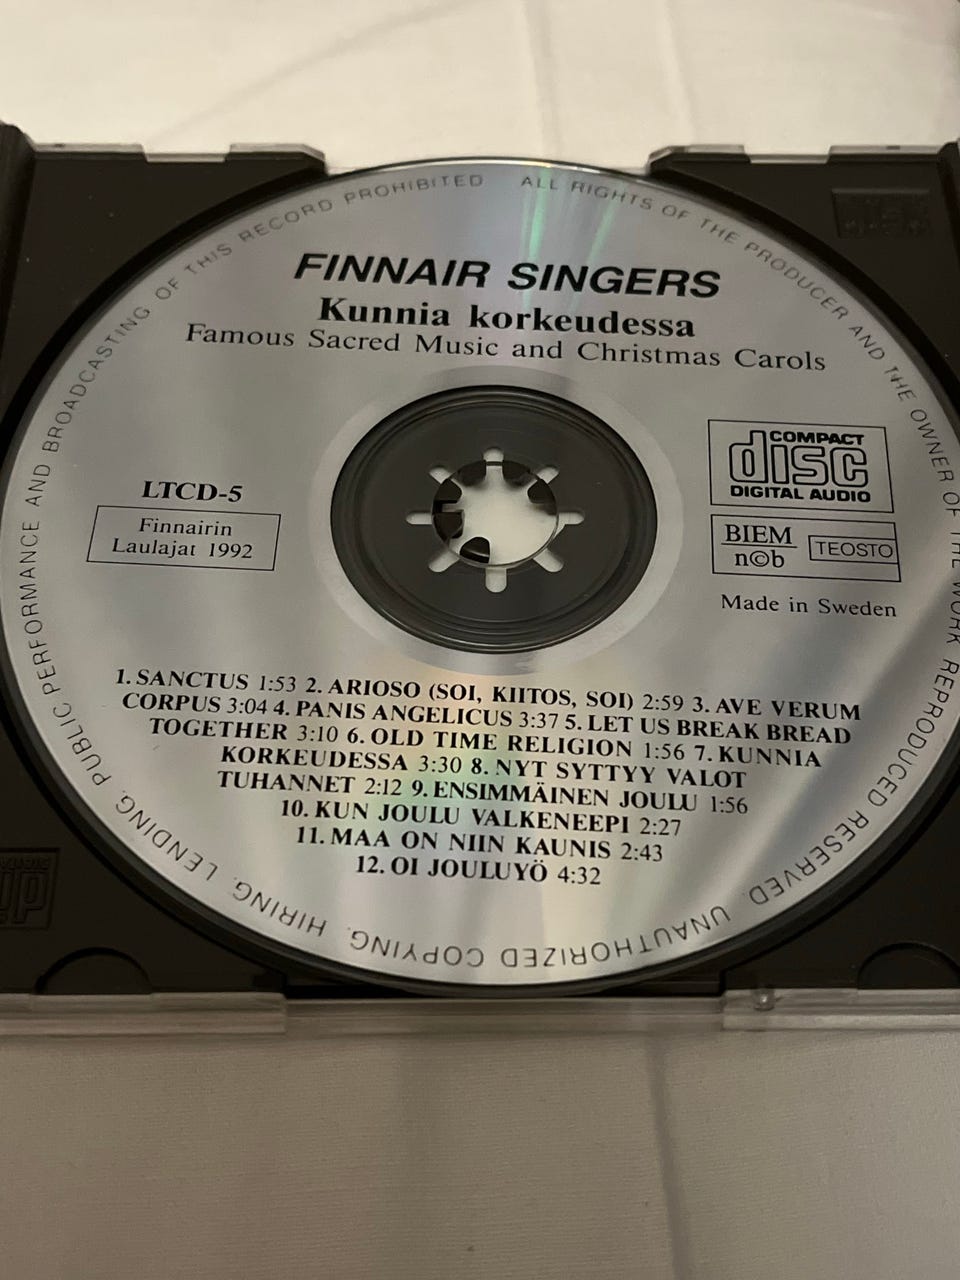 ALL RIGHTS OF THE PRODUCER AND THE OWNER OF THE WORK REPRODUCED RESERVED. UNAUTHORIZED COPYING. HIRING. LENDING. PUBLIC PERFORMANCE AND BROADCASTING OF THIS RECORD PROHIBITED
FINNAIR SINGERS
Kunnia korkeudessa
Famous Sacred Music and Christmas Carols
LTCD-5
Finnairin
Laulajat 1992
COMPACT
disc
DIGITAL AUDIO
BIEM
n©b
TEOSTO
Made in Sweden
1. SANCTUS 1:53 2. ARIOSO (SOI, KIITOS, SOI) 2:59 3. AVE VERUM
CORPUS 3:04 4. PANIS ANGELICUS 3:37 5. LET US BREAK BREAD
TOGETHER 3:10 6. OLD TIME RELIGION 1:56 7. KUNNIA
KORKEUDESSA 3:30 8. NYT SYTTYY VALOT
TUHANNET 2:12 9. ENSIMMÄINEN JOULU 1:56
10. KUN JOULU VALKENEEPI 2:27
11. MAA ON NIIN KAUNIS 2:43
12. OI JOULUYÖ 4:32